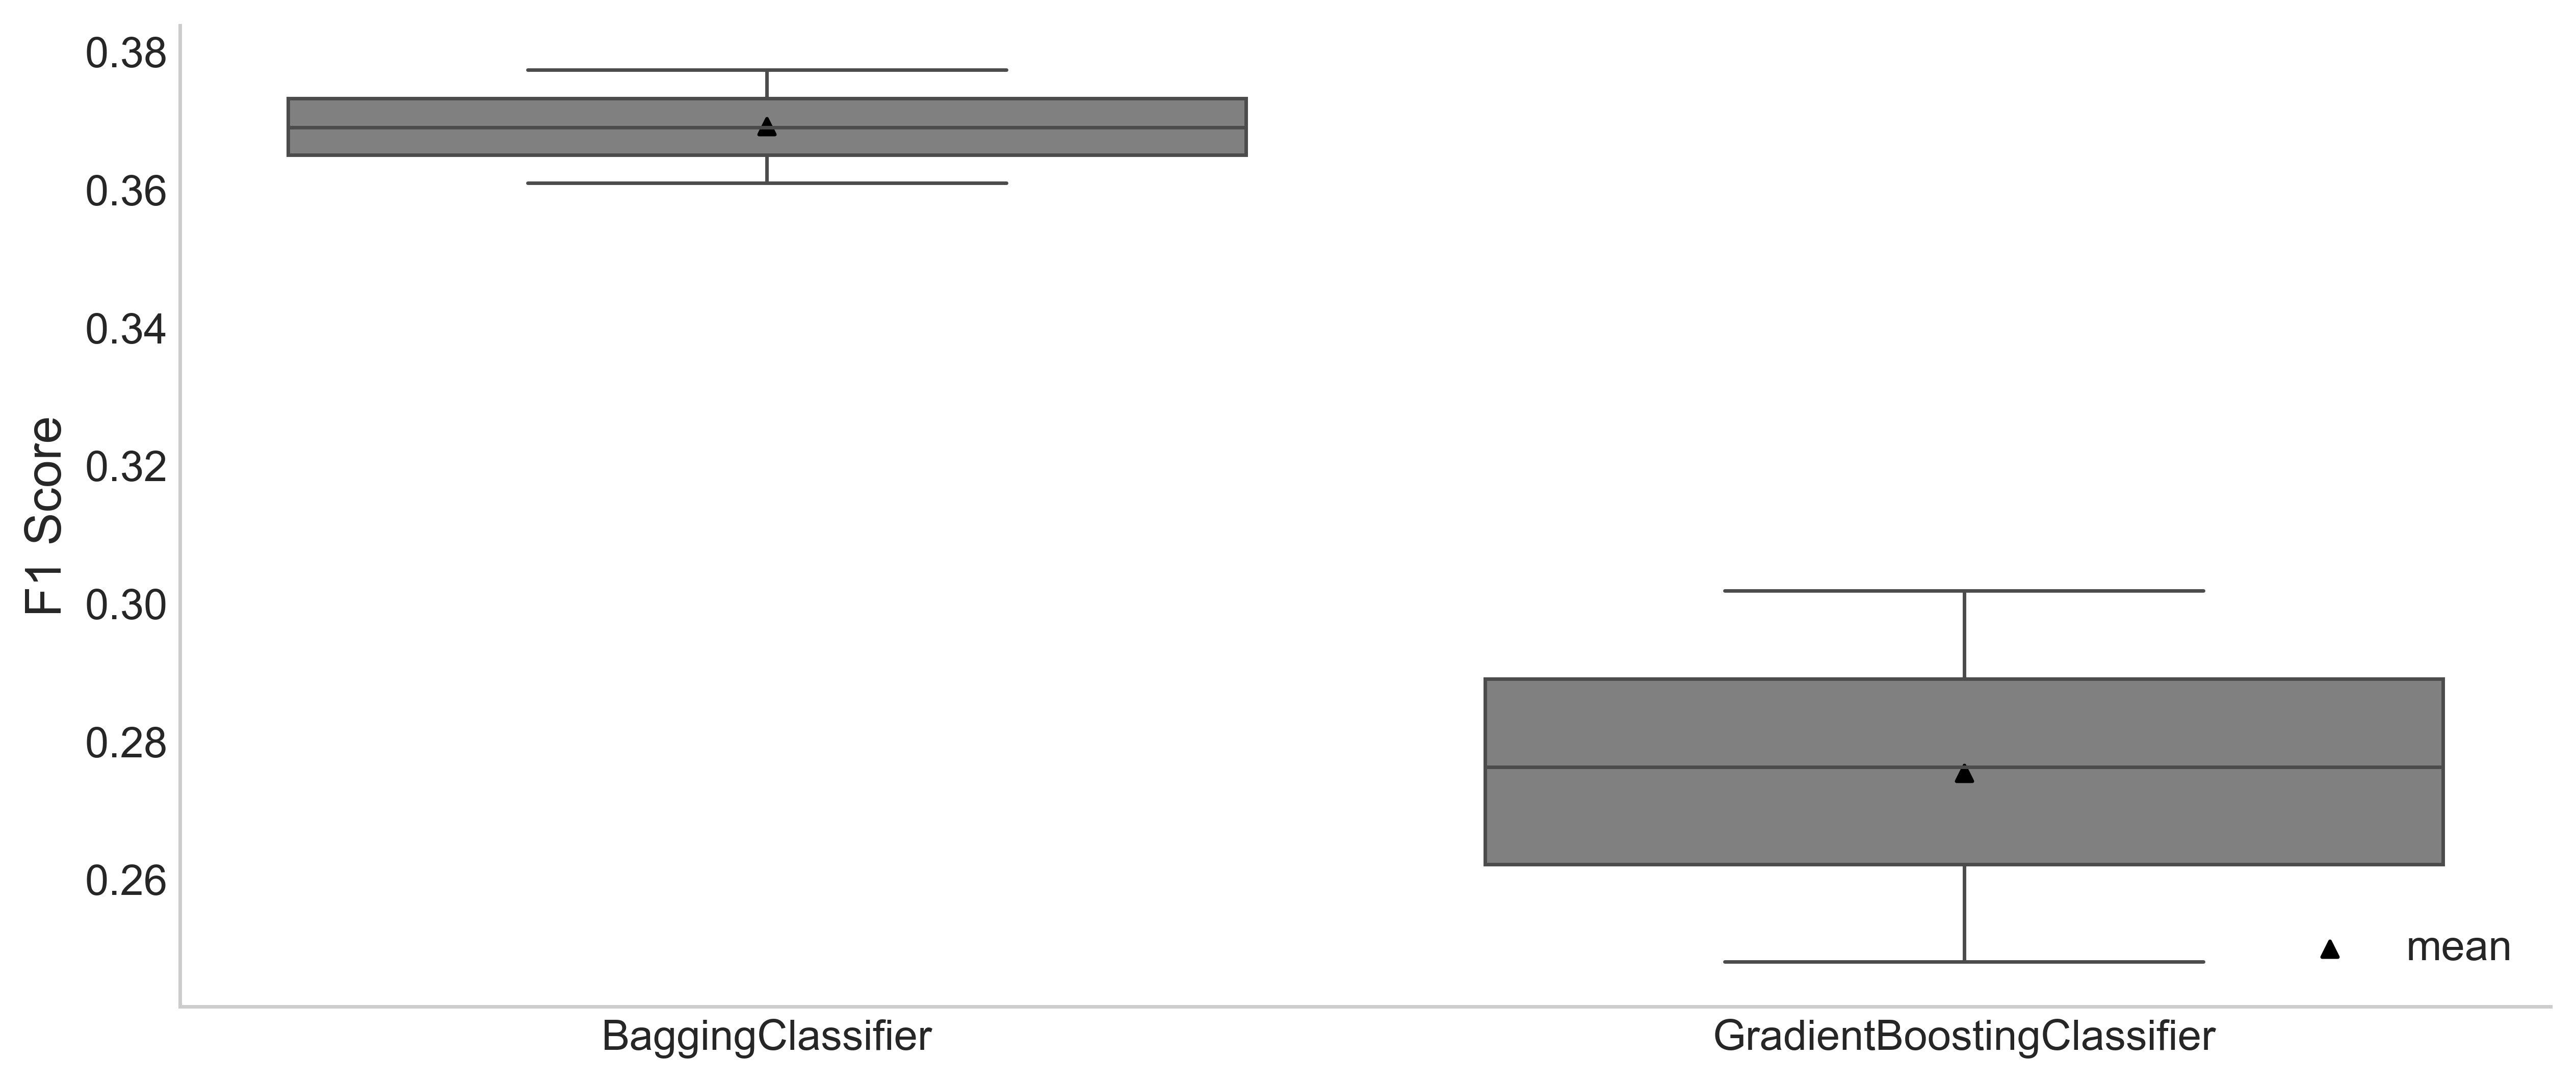 F1 Score
0.38
0.36
0.34
0.32
0.30
0.28
0.26
mean
BaggingClassifier
GradientBoostingClassifier